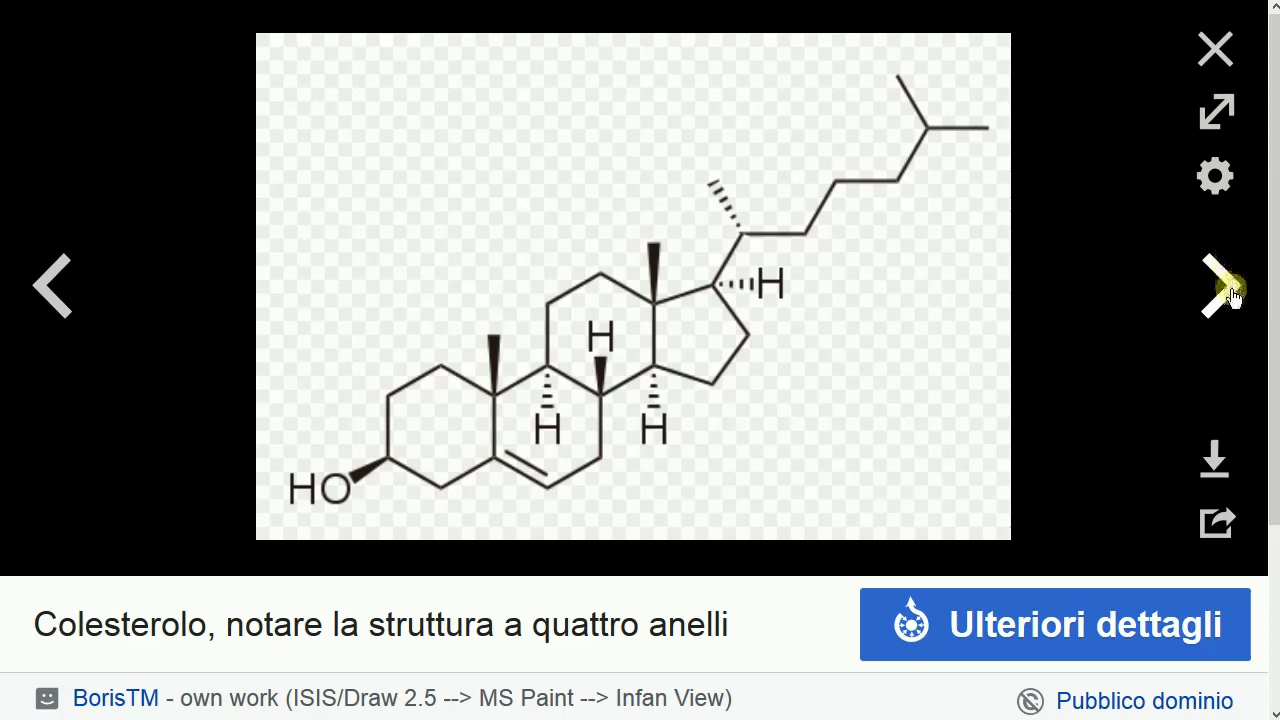 H
H
H
H
HO
Colesterolo, notare la struttura a quattro anelli
Ulteriori dettagli
BorisTM - own work (ISIS/Draw 2.5 --> MS Paint --> Infan View)
Pubblico dominio